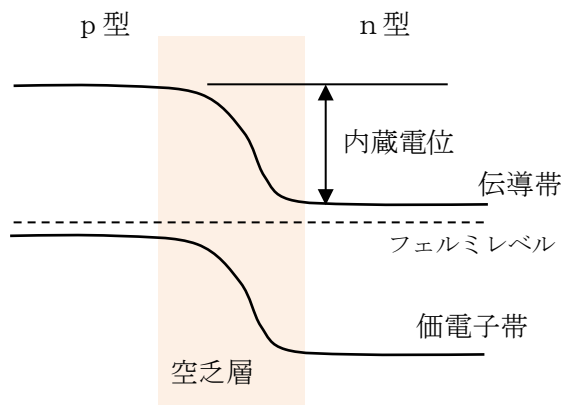 p型
n型
内蔵電位
伝導帯
フェルミレベル
価電子帯
空乏層